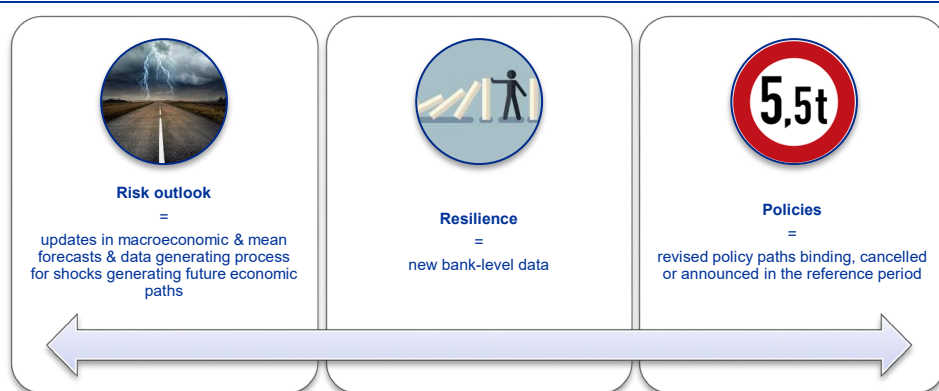 5,5t
Risk outlook
=
updates in macroeconomic & mean
forecasts & data generating process
for shocks generating future economic
paths
Resilience
=
new bank-level data
Policies
=
revised policy paths binding, cancelled
or announced in the reference period